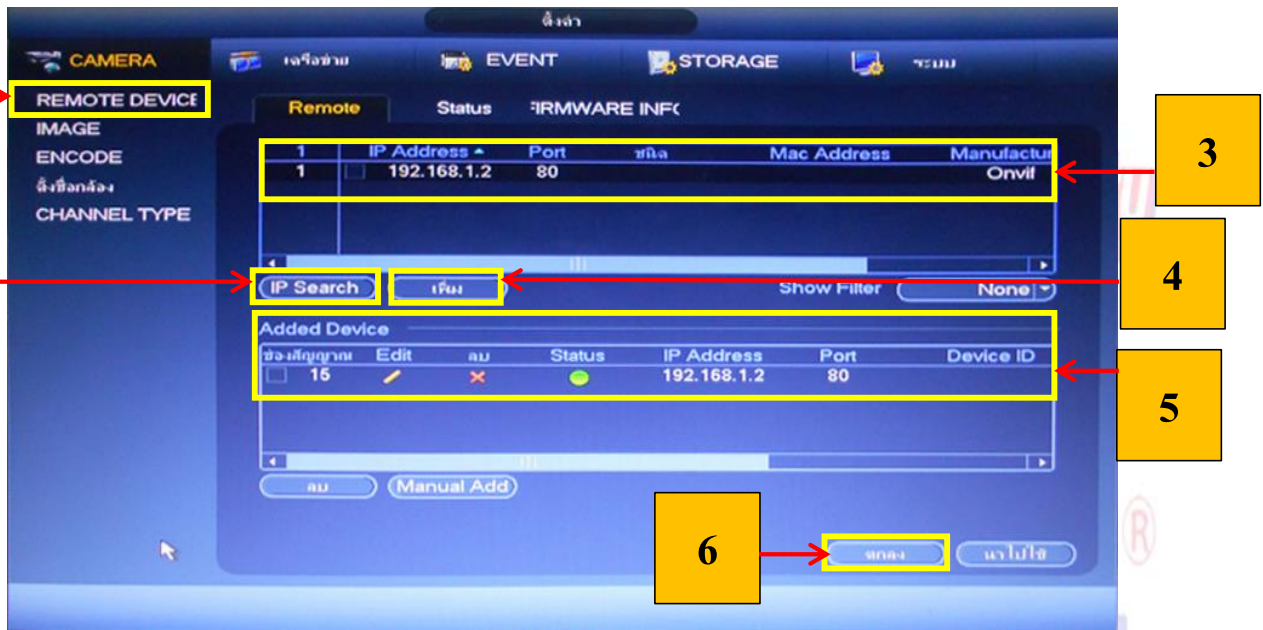 ตั้งค่า
CAMERA เครือข่าย EVENT STORAGE ระบบ
REMOTE DEVICE
IMAGE
ENCODE
ตั้งชื่อกล้อง
CHANNEL TYPE
Remote Status FIRMWARE INFO
1 IP Address Port ชนิด Mac Address Manufactur
1 192.168.1.2 80 Onvif
3
IP Search เพิ่ม Show Filter None
4
Added Device
ช่องสัญญาณ Edit ลบ Status IP Address Port Device ID
15 192.168.1.2 80
5
ลบ Manual Add
6
ตกลง นำไปใช้
®